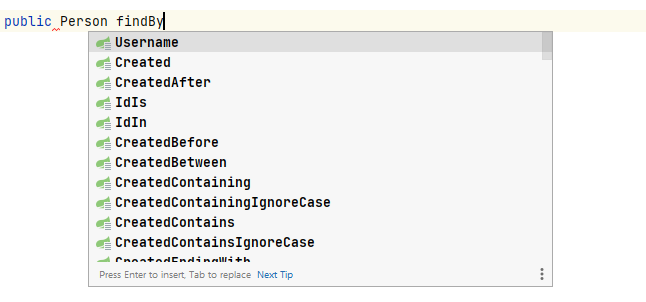 public Person findBy
Username
Created
CreatedAfter
IdIs
IdIn
CreatedBefore
CreatedBetween
CreatedContaining
CreatedContainingIgnoreCase
CreatedContains
CreatedContainsIgnoreCase
CreatedEndingWith
Press Enter to insert, Tab to replace Next Tip